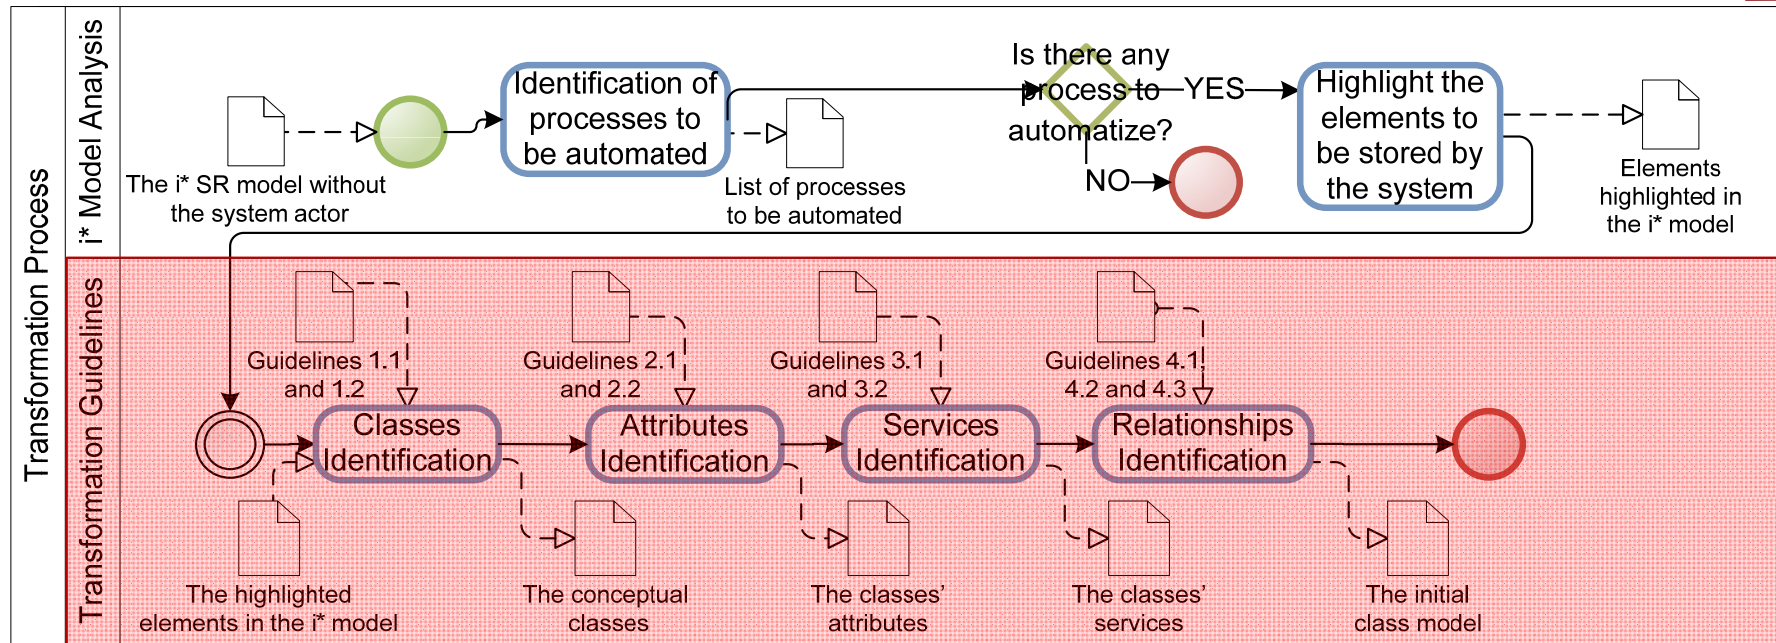 Transformation Process
i* Model Analysis
The i* SR model without
the system actor
Identification of
processes to
be automated
List of processes
to be automated
Is there any
process to
automatize?
YES
NO
Highlight the
elements to
be stored by
the system
Elements
highlighted in
the i* model
Transformation Guidelines
Guidelines 1.1
and 1.2
Guidelines 2.1
and 2.2
Guidelines 3.1
and 3.2
Guidelines 4.1,
4.2 and 4.3
Classes
Identification
Attributes
Identification
Services
Identification
Relationships
Identification
The highlighted
elements in the i* model
The conceptual
classes
The classes’
attributes
The classes’
services
The initial
class model